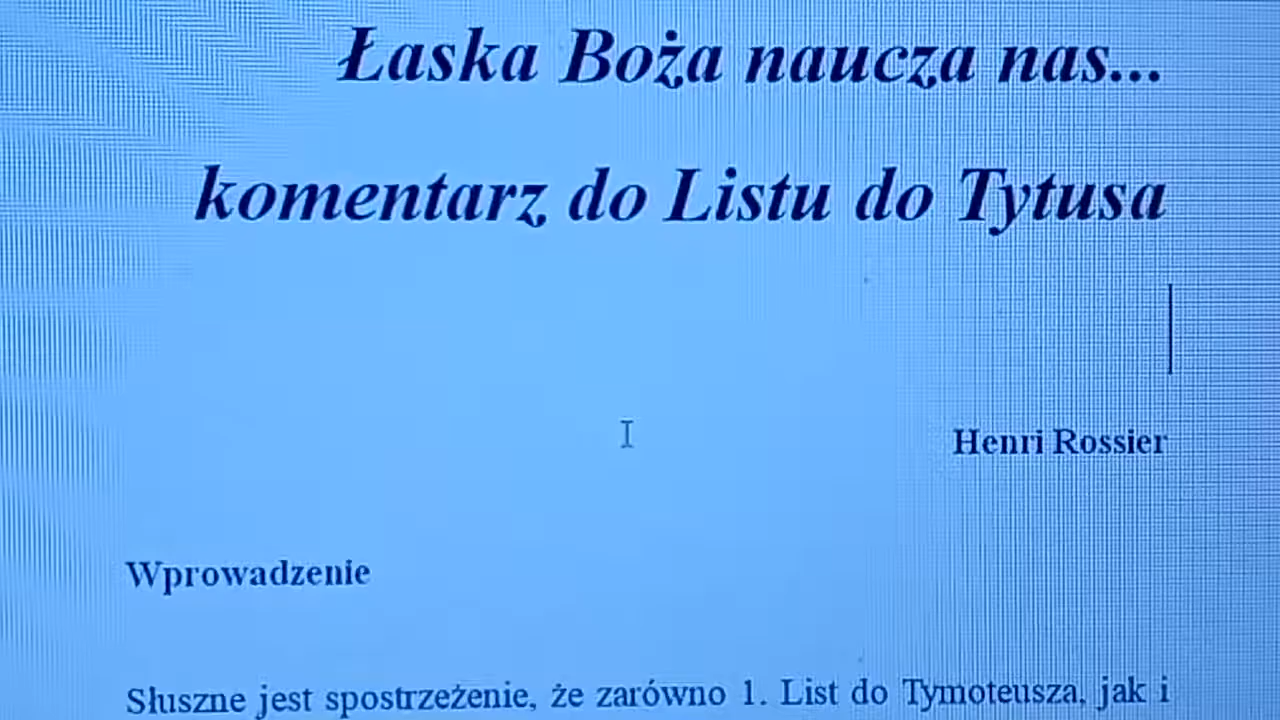 Łaska Boża naucza nas...
komentarz do Listu do Tytusa
Henri Rossier
Wprowadzenie
Słuszne jest spostrzeżenie, że zarówno 1. List do Tymoteusza, jak i